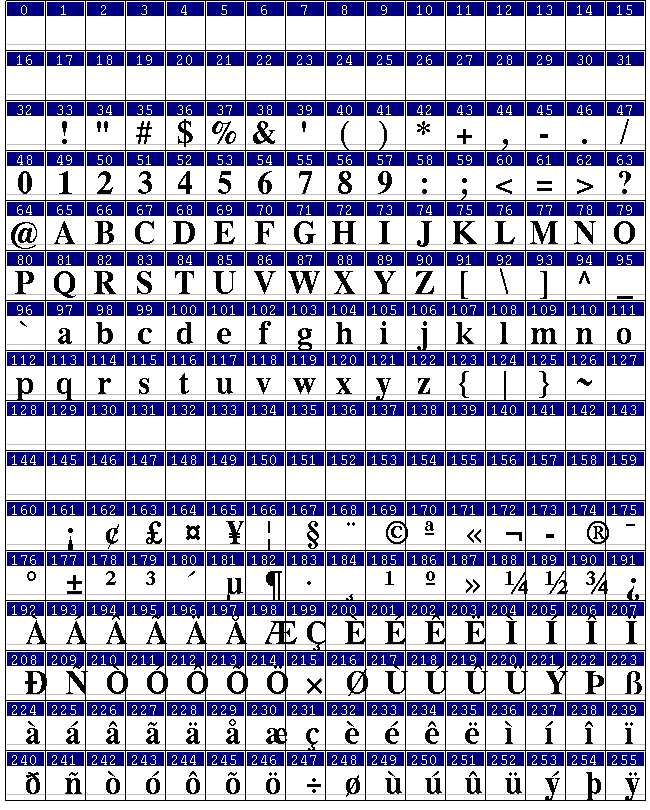 0 1 2 3 4 5 6 7 8 9 10 11 12 13 14 15
16 17 18 19 20 21 22 23 24 25 26 27 28 29 30 31
32 33 34 35 36 37 38 39 40 41 42 43 44 45 46 47
! " # $ % & ' ( ) * + , - . /
48 49 50 51 52 53 54 55 56 57 58 59 60 61 62 63
0 1 2 3 4 5 6 7 8 9 : ; < = > ?
64 65 66 67 68 69 70 71 72 73 74 75 76 77 78 79
@ A B C D E F G H I J K L M N O
80 81 82 83 84 85 86 87 88 89 90 91 92 93 94 95
P Q R S T U V W X Y Z [ \ ] ^ _
96 97 98 99 100 101 102 103 104 105 106 107 108 109 110 111
` a b c d e f g h i j k l m n o
112 113 114 115 116 117 118 119 120 121 122 123 124 125 126 127
p q r s t u v w x y z { | } ~
128 129 130 131 132 133 134 135 136 137 138 139 140 141 142 143
144 145 146 147 148 149 150 151 152 153 154 155 156 157 158 159
160 161 162 163 164 165 166 167 168 169 170 171 172 173 174 175
¡ ¢ £ ¤ ¥ ¦ § ¨ © ª « ¬ - ® ¯
176 177 178 179 180 181 182 183 184 185 186 187 188 189 190 191
° ± ² ³ ´ µ ¶ · ¸ ¹ º » ¼ ½ ¾ ¿
192 193 194 195 196 197 198 199 200 201 202 203 204 205 206 207
À Á Â Ã Ä Å Æ Ç È É Ê Ë Ì Í Î Ï
208 209 210 211 212 213 214 215 216 217 218 219 220 221 222 223
Ð Ñ Ò Ó Ô Õ Ö × Ø Ù Ú Û Ü Ý Þ ß
224 225 226 227 228 229 230 231 232 233 234 235 236 237 238 239
à á â ã ä å æ ç è é ê ë ì í î ï
240 241 242 243 244 245 246 247 248 249 250 251 252 253 254 255
ð ñ ò ó ô õ ö ÷ ø ù ú û ü ý þ ÿ